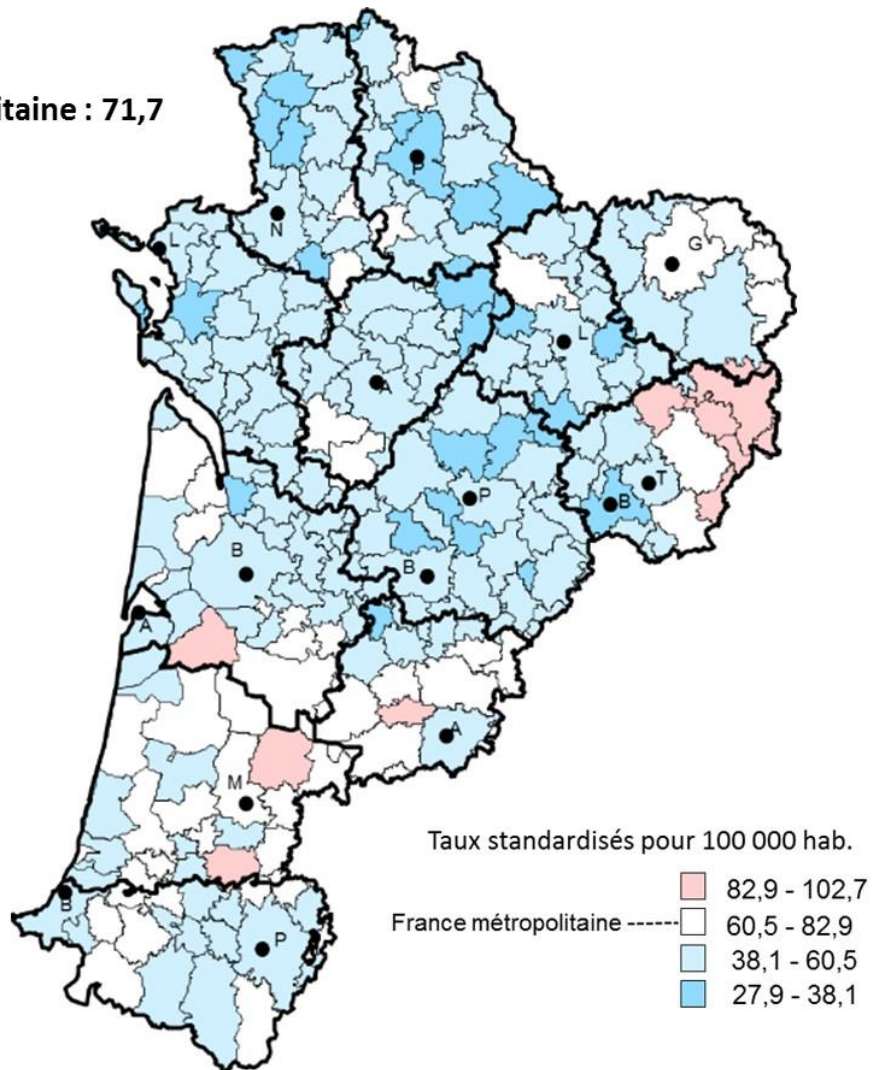 itaine : 71,7
P
N
L
G
L
A
T
P
B
B
B
A
A
M
B
P
Taux standardisés pour 100 000 hab.
82,9 - 102,7
France métropolitaine ------ 60,5 - 82,9
38,1 - 60,5
27,9 - 38,1